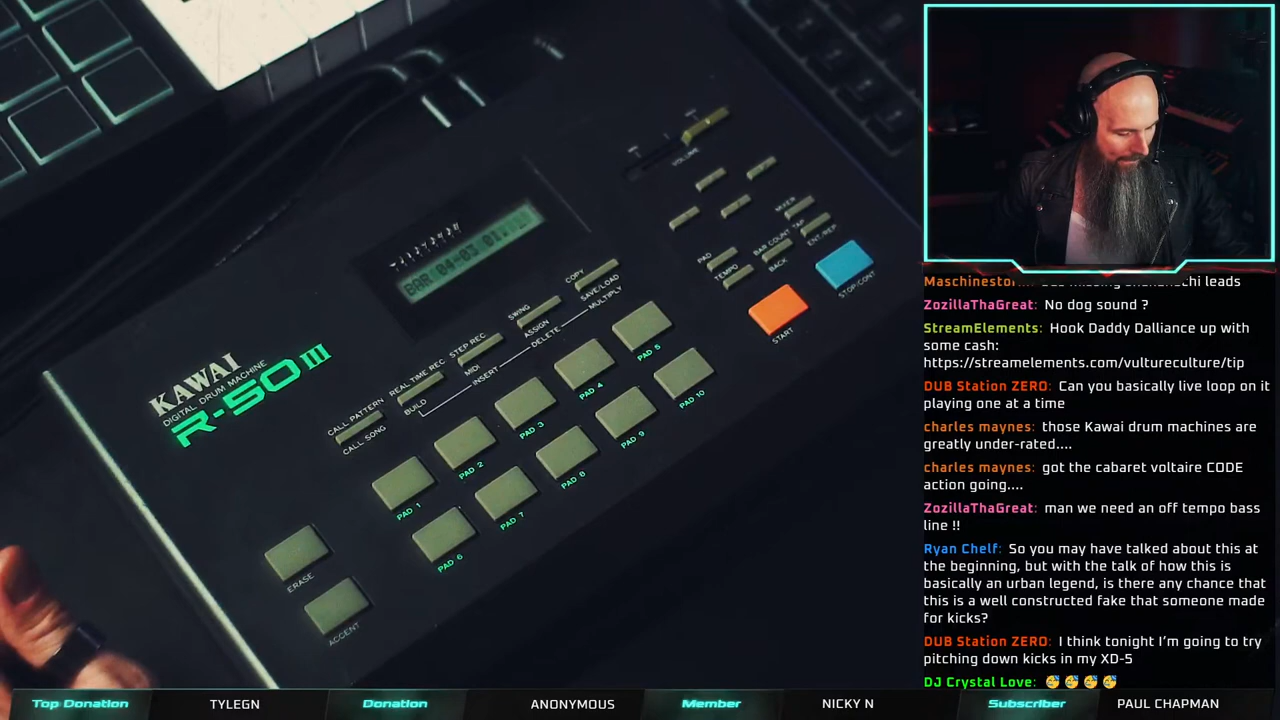 VOLUME
MIXER
BAR COUNT TAP
ENT/REP
PAD
TEMPO
BACK
STOP/CONT
START
BAR 04-03 01
COPY
SAVE/LOAD
MULTIPLY
SWING
ASSIGN
DELETE
STEP REC
MIDI
INSERT
REAL TIME REC
BUILD
CALL PATTERN
CALL SONG
KAWAI
DIGITAL DRUM MACHINE
R-50III
PAD 1
PAD 2
PAD 3
PAD 4
PAD 5
PAD 6
PAD 7
PAD 8
PAD 9
PAD 10
ERASE
ACCENT
leads
ZozillaThaGreat: No dog sound ?
StreamElements: Hook Daddy Dalliance up with
some cash:
https://streamelements.com/vultureculture/tip
DUB Station ZERO: Can you basically live loop on it
playing one at a time
charles maynes: those Kawai drum machines are
greatly under-rated....
charles maynes: got the cabaret voltaire CODE
action going....
ZozillaThaGreat: man we need an off tempo bass
line !!
Ryan Chelf: So you may have talked about this at
the beginning, but with the talk of how this is
basically an urban legend, is there any chance that
this is a well constructed fake that someone made
for kicks?
DUB Station ZERO: I think tonight I'm going to try
pitching down kicks in my XD-5
DJ Crystal Love: 🥳 🥳 🥳 🥳
Top Donation TYLEGN Donation ANONYMOUS Member NICKY N Subscriber PAUL CHAPMAN